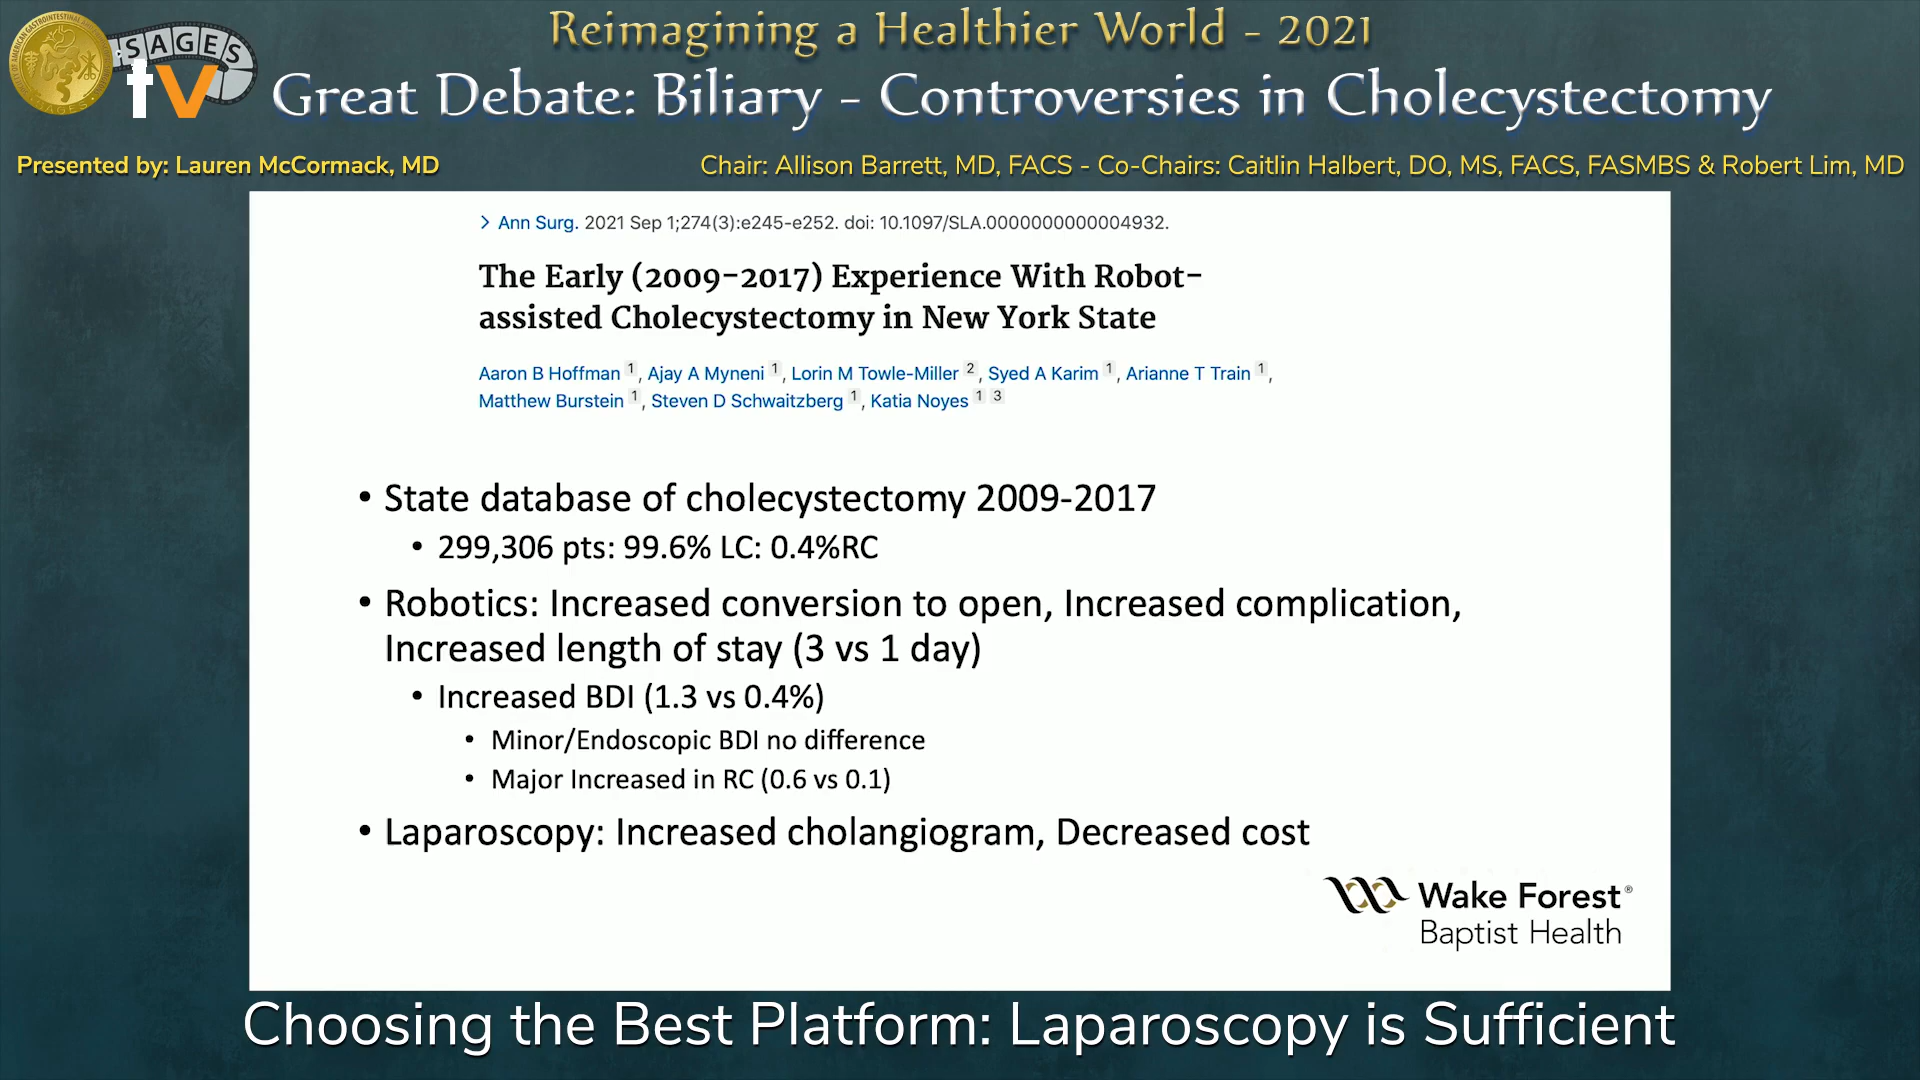 Reimagining a Healthier World - 2021
SAGES
tv
Great Debate: Biliary - Controversies in Cholecystectomy
Presented by: Lauren McCormack, MD
Chair: Allison Barrett, MD, FACS - Co-Chairs: Caitlin Halbert, DO, MS, FACS, FASMBS & Robert Lim, MD
> Ann Surg. 2021 Sep 1;274(3):e245-e252. doi: 10.1097/SLA.0000000000004932.
The Early (2009-2017) Experience With Robot-
assisted Cholecystectomy in New York State
Aaron B Hoffman 1, Ajay A Myneni 1, Lorin M Towle-Miller 2, Syed A Karim 1, Arianne T Train 1,
Matthew Burstein 1, Steven D Schwaitzberg 1, Katia Noyes 1 3
• State database of cholecystectomy 2009-2017
• 299,306 pts: 99.6% LC: 0.4%RC
• Robotics: Increased conversion to open, Increased complication,
Increased length of stay (3 vs 1 day)
• Increased BDI (1.3 vs 0.4%)
• Minor/Endoscopic BDI no difference
• Major Increased in RC (0.6 vs 0.1)
• Laparoscopy: Increased cholangiogram, Decreased cost
Wake Forest®
Baptist Health
Choosing the Best Platform: Laparoscopy is Sufficient